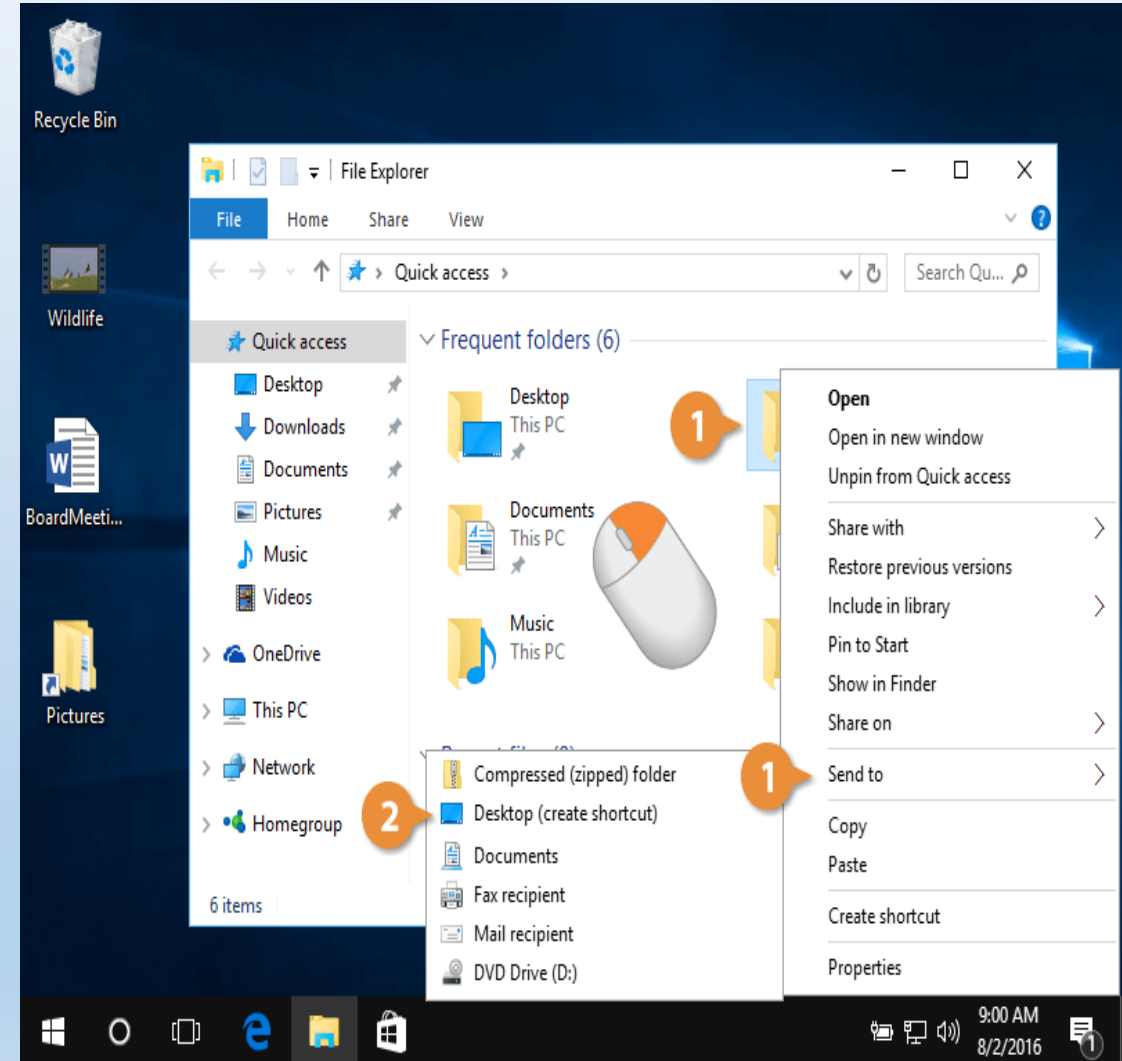 Recycle Bin
Wildlife
BoardMeeti...
Pictures
File Explorer
File Home Share View
Quick access
Search Qu...
Quick access
Desktop
Downloads
Documents
Pictures
Music
Videos
OneDrive
This PC
Network
Homegroup
6 items
Frequent folders (6)
Desktop
This PC
Documents
This PC
Music
This PC
1
Open
Open in new window
Unpin from Quick access
Share with
Restore previous versions
Include in library
Pin to Start
Show in Finder
Share on
1
Send to
Copy
Paste
Create shortcut
Properties
Compressed (zipped) folder
2
Desktop (create shortcut)
Documents
Fax recipient
Mail recipient
DVD Drive (D:)
9:00 AM
8/2/2016
1